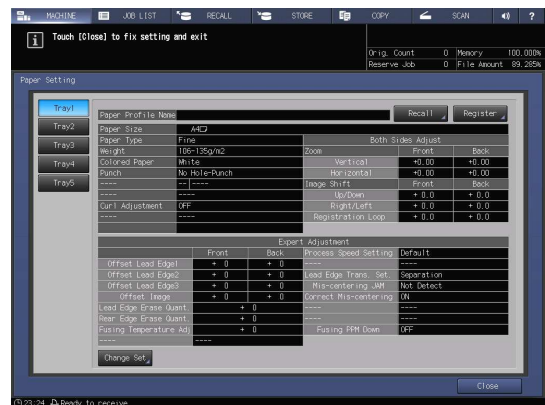 MACHINE JOB LIST RECALL STORE COPY SCAN ?
Touch [Close] to fix setting and exit
Orig. Count 0 Memory 100.000%
Reserve Job 0 File Amount 89.285%
Paper Setting
Tray1
Tray2
Tray3
Tray4
Tray5
Paper Profile Name Recall Register
Paper Size A4
Paper Type Fine Both Sides Adjust
Weight 106-135g/m2 Zoom Front Back
Colored Paper White Vertical +0.00 +0.00
Punch No Hole-Punch Horizontal +0.00 +0.00
---- --|---- Image Shift Front Back
---- ---- Up/Down + 0.0 + 0.0
Curl Adjustment OFF Right/Left + 0.0 + 0.0
---- ---- Registration Loop + 0.0 + 0.0
Expert Adjustment
Front Back Process Speed Setting Default
Offset Lead Edge1 + 0 + 0 ---- ----
Offset Lead Edge2 + 0 + 0 Lead Edge Trans. Set. Separation
Offset Lead Edge3 + 0 + 0 Mis-centering JAM Not Detect
Offset Image + 0 + 0 Correct Mis-centering ON
Lead Edge Erase Quant. + 0 ---- ----
Rear Edge Erase Quant. + 0 ---- ----
Fusing Temperature Adj + 0 Fusing PPM Down OFF
---- ----
Change Set
Close
23:24 Ready to receive